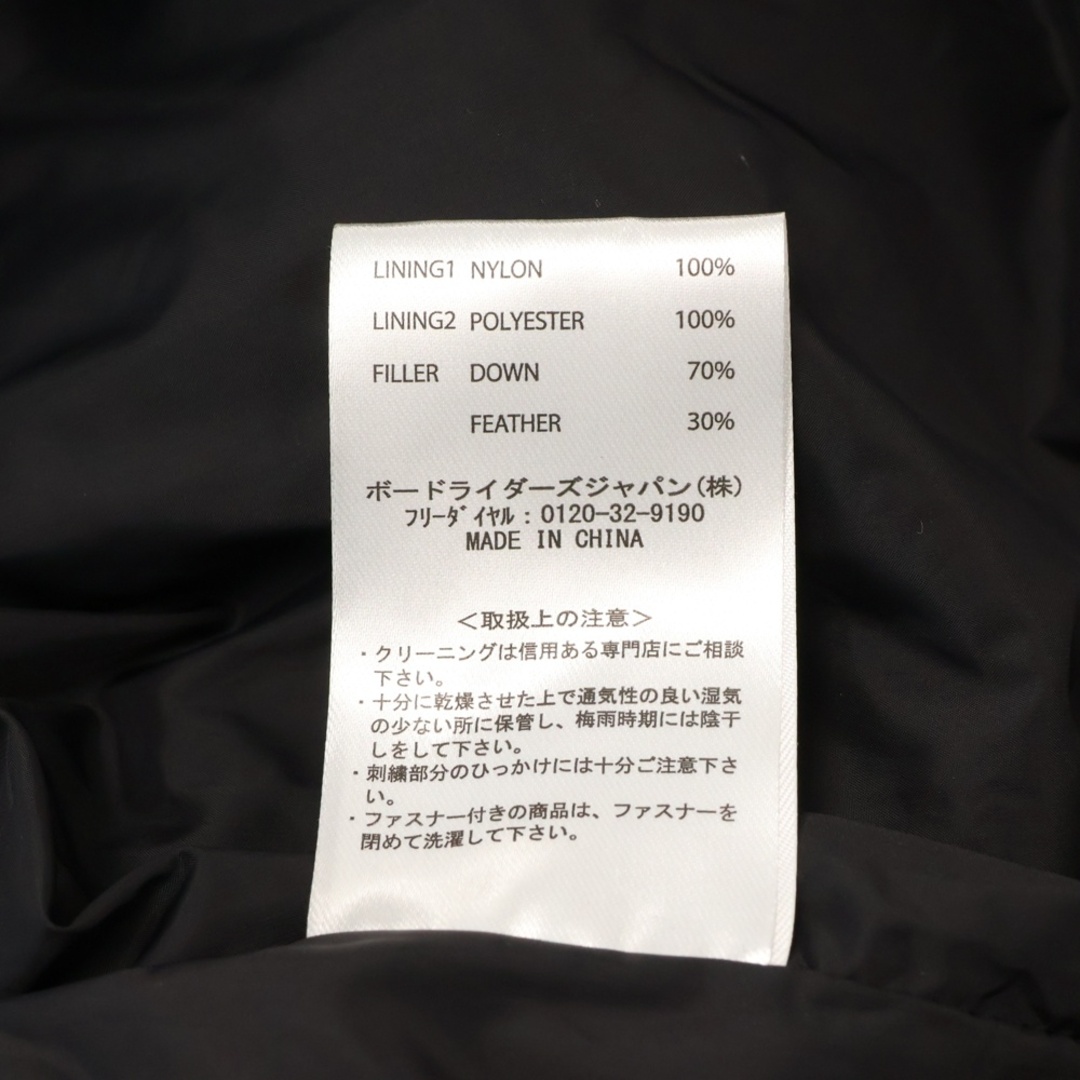 LINING1 NYLON 100%
LINING2 POLYESTER 100%
FILLER DOWN 70%
FEATHER 30%
ボードライダーズジャパン(株)
ﾌﾘｰﾀﾞｲﾔﾙ : 0120-32-9190
MADE IN CHINA
＜取扱上の注意＞
・クリーニングは信用ある専門店にご相談
下さい。
・十分に乾燥させた上で通気性の良い湿気
の少ない所に保管し、梅雨時期には陰干
しをして下さい。
・刺繍部分のひっかけには十分ご注意下さ
い。
・ファスナー付きの商品は、ファスナーを
閉めて洗濯して下さい。